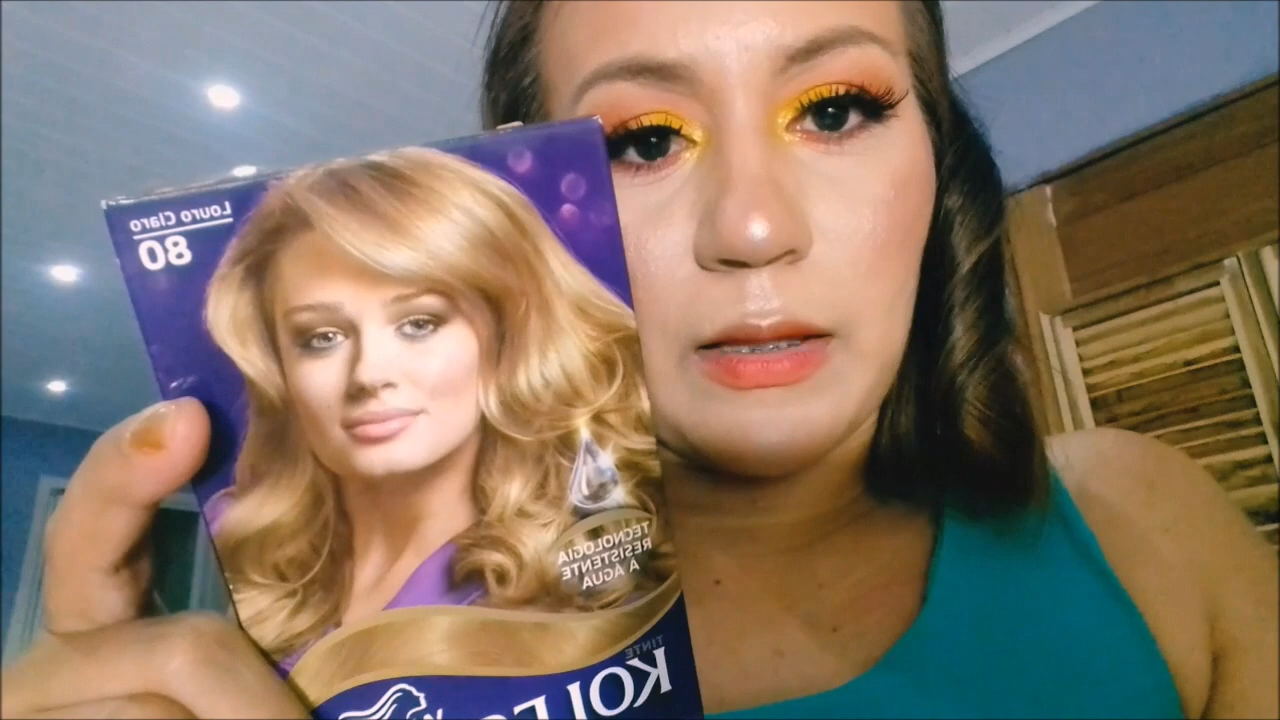 Louro Claro
80
TECNOLOGIA
RESISTENTE
A ÁGUA
TINTE